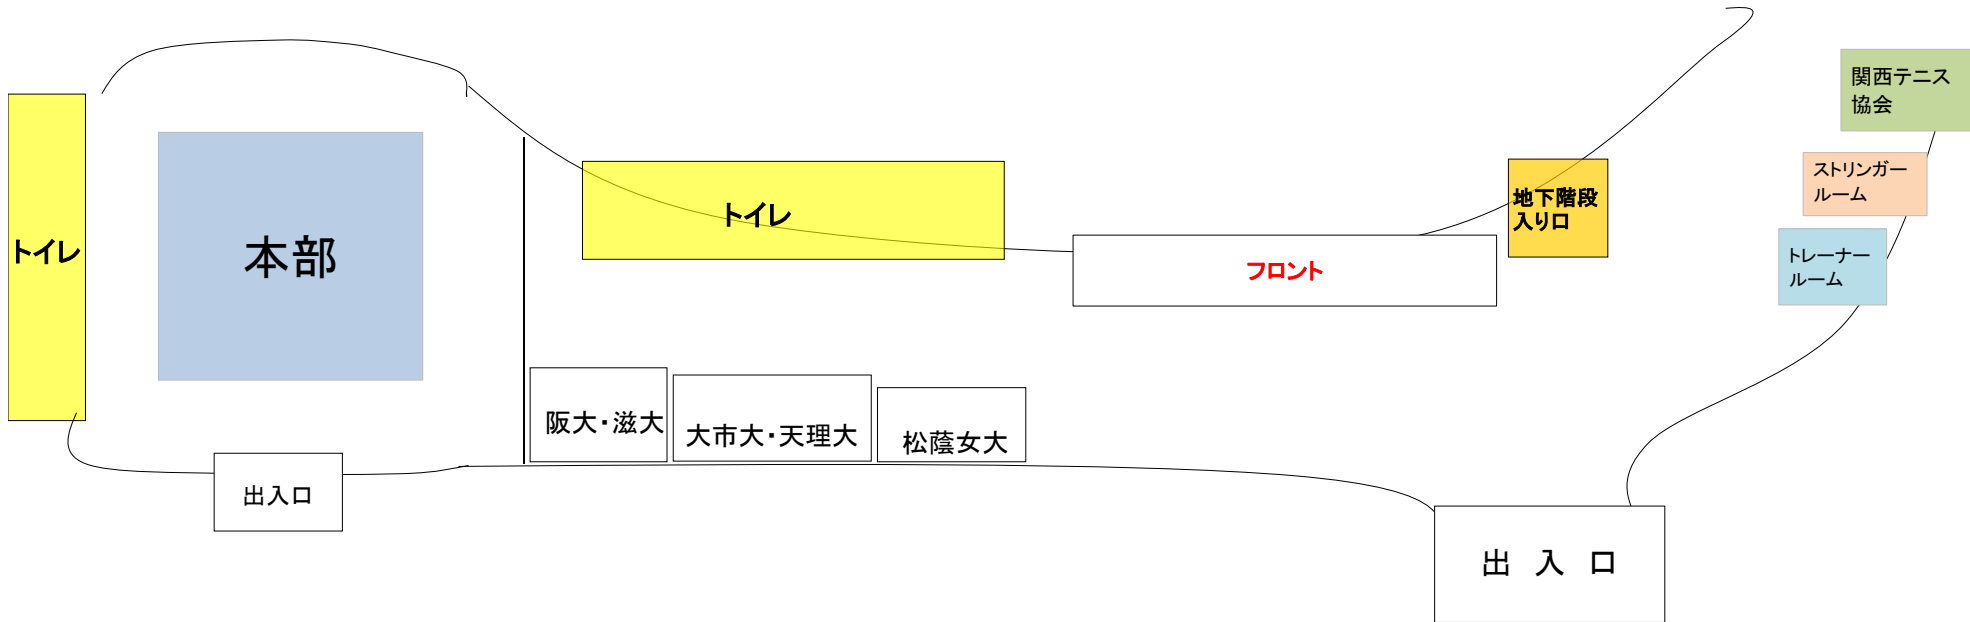 関西テニス
協会
ストリンガー
ルーム
トレーナー
ルーム
地下階段
入り口
トイレ
トイレ
本部
フロント
阪大・滋大
大市大・天理大
松蔭女大
出入口
出 入 口